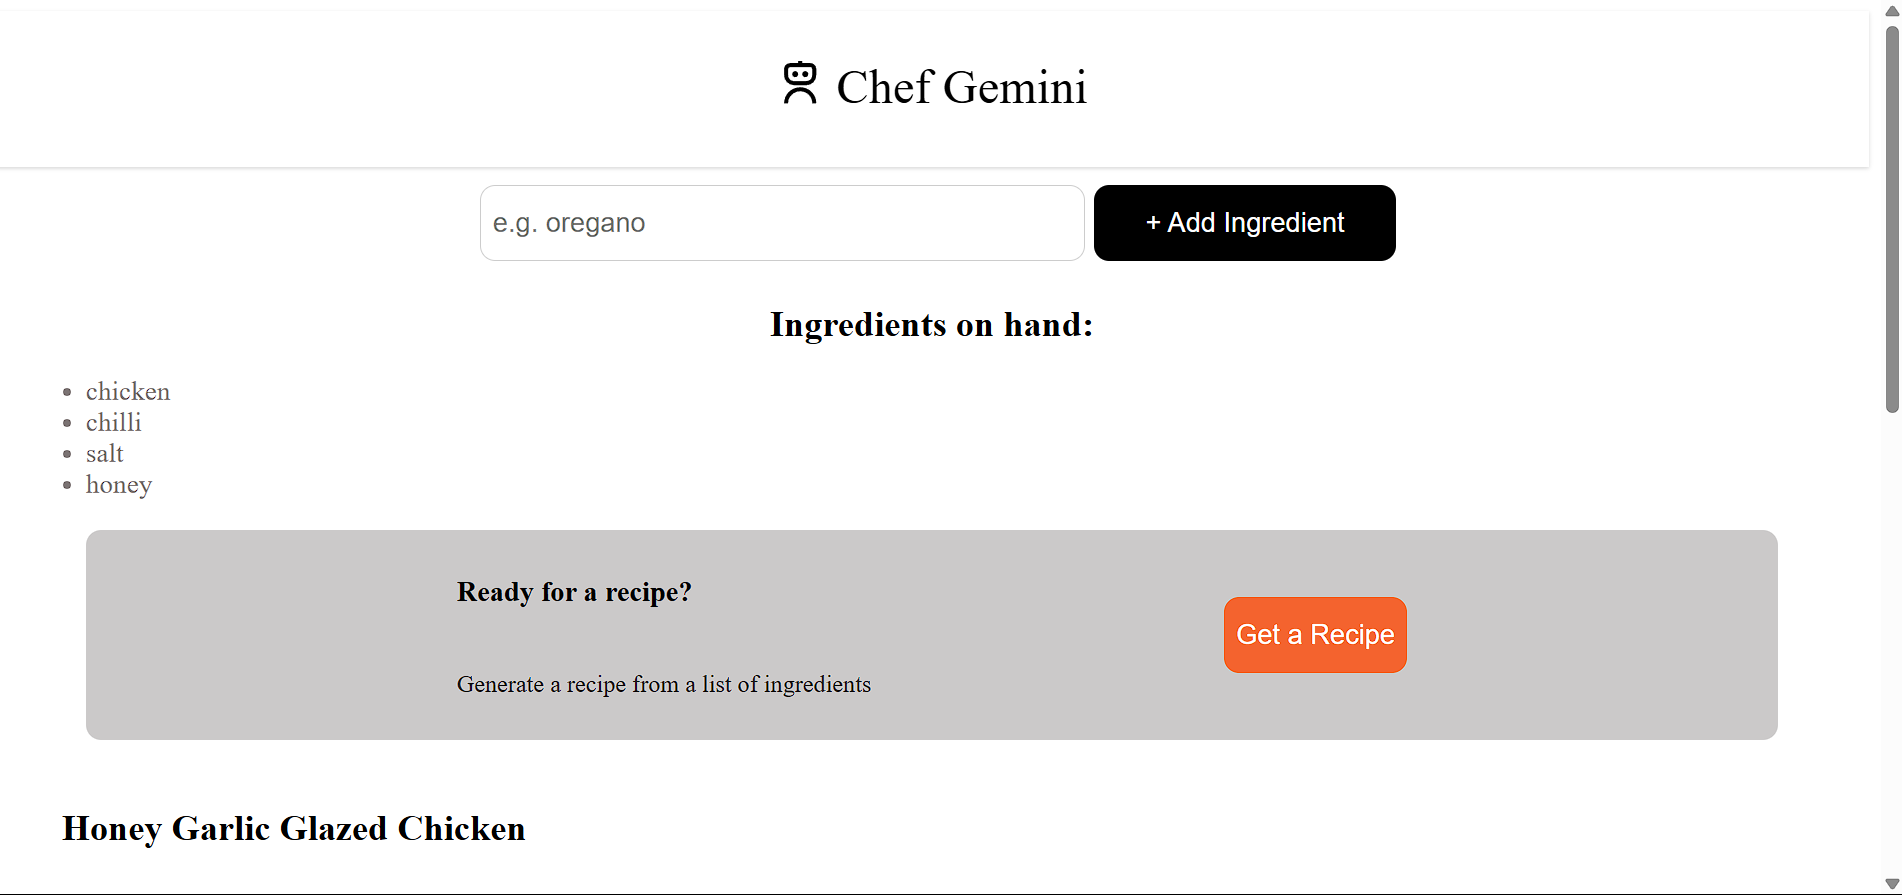 Chef Gemini
e.g. oregano
+ Add Ingredient
Ingredients on hand:
chicken
chilli
salt
honey
Ready for a recipe?
Get a Recipe
Generate a recipe from a list of ingredients
Honey Garlic Glazed Chicken